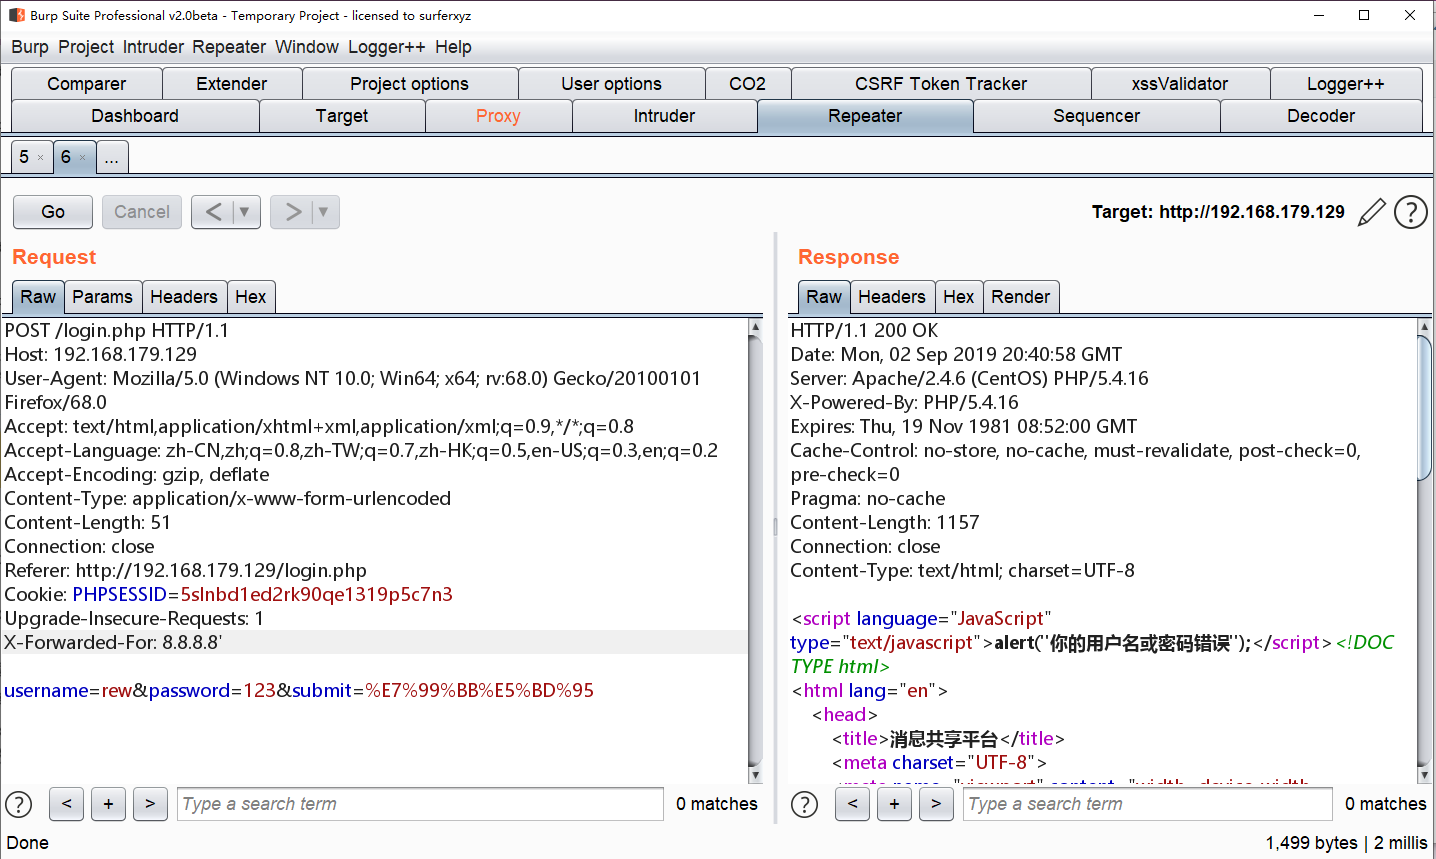 Burp Suite Professional v2.0beta - Temporary Project - licensed to surferxyz
Burp Project Intruder Repeater Window Logger++ Help
Comparer Extender Project options User options CO2 CSRF Token Tracker xssValidator Logger++
Dashboard Target Proxy Intruder Repeater Sequencer Decoder
5 × 6 × ...
Go Cancel < ▼ > ▼ Target: http://192.168.179.129 ?
Request
Raw Params Headers Hex
POST /login.php HTTP/1.1
Host: 192.168.179.129
User-Agent: Mozilla/5.0 (Windows NT 10.0; Win64; x64; rv:68.0) Gecko/20100101
Firefox/68.0
Accept: text/html,application/xhtml+xml,application/xml;q=0.9,*/*;q=0.8
Accept-Language: zh-CN,zh;q=0.8,zh-TW;q=0.7,zh-HK;q=0.5,en-US;q=0.3,en;q=0.2
Accept-Encoding: gzip, deflate
Content-Type: application/x-www-form-urlencoded
Content-Length: 51
Connection: close
Referer: http://192.168.179.129/login.php
Cookie: PHPSESSID=5slnbd1ed2rk90qe1319p5c7n3
Upgrade-Insecure-Requests: 1
X-Forwarded-For: 8.8.8.8'
username=rew&password=123&submit=%E7%99%BB%E5%BD%95
? < + > Type a search term 0 matches
Response
Raw Headers Hex Render
HTTP/1.1 200 OK
Date: Mon, 02 Sep 2019 20:40:58 GMT
Server: Apache/2.4.6 (CentOS) PHP/5.4.16
X-Powered-By: PHP/5.4.16
Expires: Thu, 19 Nov 1981 08:52:00 GMT
Cache-Control: no-store, no-cache, must-revalidate, post-check=0,
pre-check=0
Pragma: no-cache
Content-Length: 1157
Connection: close
Content-Type: text/html; charset=UTF-8
<script language="JavaScript"
type="text/javascript">alert("你的用户名或密码错误");</script><!DOC
TYPE html>
<html lang="en">
<head>
<title>消息共享平台</title>
<meta charset="UTF-8">
<meta name="viewport" content="width=device-width,
? < + > Type a search term 0 matches
Done 1,499 bytes | 2 millis